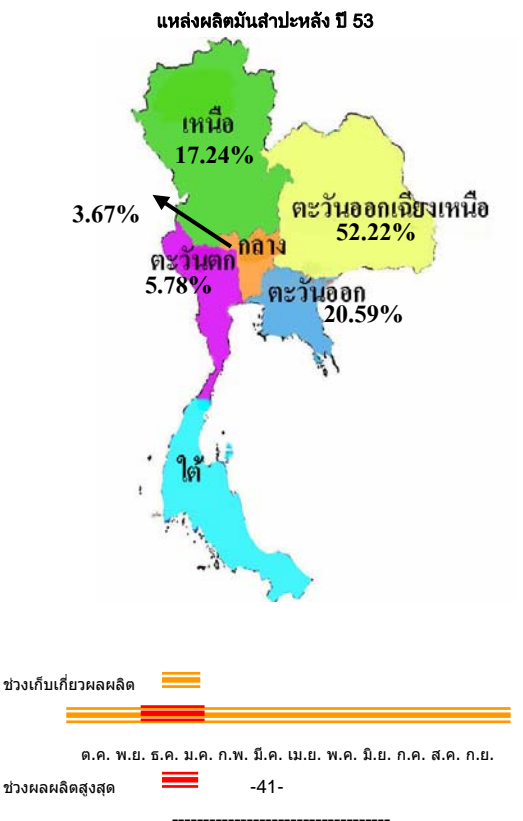 แหล่งผลิตมันสำปะหลัง ปี 53
เหนือ
17.24%
ตะวันออกเฉียงเหนือ
52.22%
3.67%
กลาง
ตะวันตก
5.78%
ตะวันออก
20.59%
ใต้
ช่วงเก็บเกี่ยวผลผลิต
ต.ค. พ.ย. ธ.ค. ม.ค. ก.พ. มี.ค. เม.ย. พ.ค. มิ.ย. ก.ค. ส.ค. ก.ย.
ช่วงผลผลิตสูงสุด
-41-
-----------------------------------